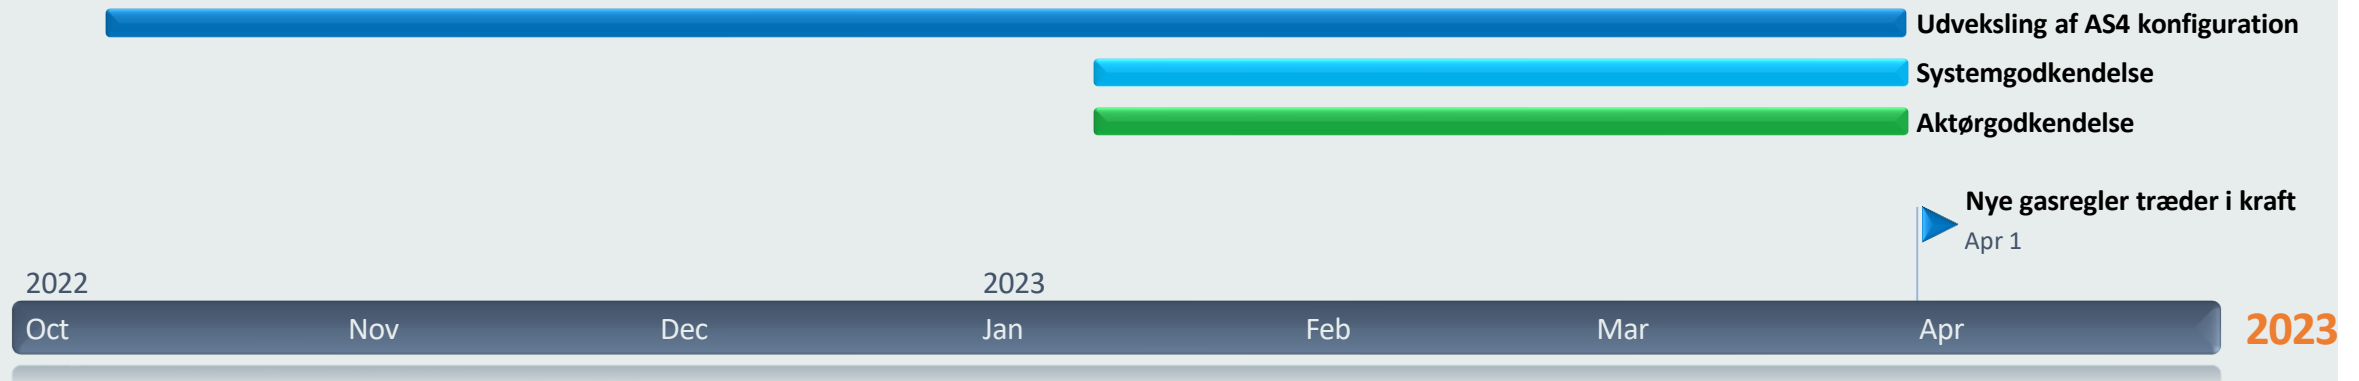 Udveksling af AS4 konfiguration
Systemgodkendelse
Aktørgodkendelse
Nye gasregler træder i kraft
Apr 1
2022 2023
Oct Nov Dec Jan Feb Mar Apr 2023